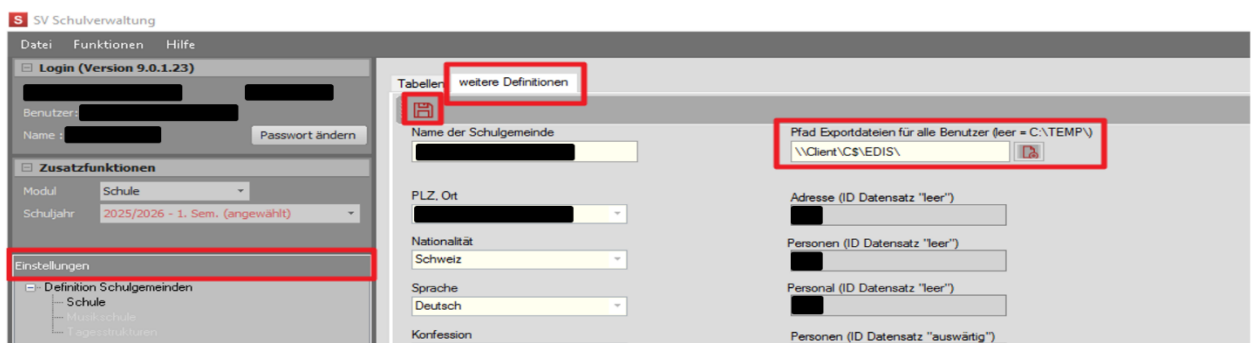 S SV Schulverwaltung
Datei Funktionen Hilfe
Login (Version 9.0.1.23)
Benutzer:
Name :
Passwort ändern
Zusatzfunktionen
Modul Schule
Schuljahr 2025/2026 - 1. Sem. (angewählt)
Einstellungen
Definition Schulgemeinden
Schule
Musikschule
Tagesstrukturen
Tabellen weitere Definitionen
Name der Schulgemeinde
Pfad Exportdateien für alle Benutzer (leer = C:\TEMP\)
\\Client\C$\EDIS\
PLZ, Ort
Adresse (ID Datensatz "leer")
Nationalität
Schweiz
Personen (ID Datensatz "leer")
Sprache
Deutsch
Personal (ID Datensatz "leer")
Konfession
Personen (ID Datensatz "auswärtig")